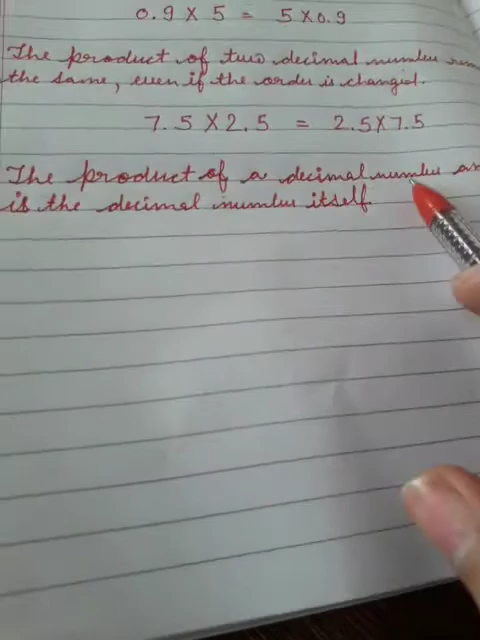 0.9 × 5 = 5 × 0.9
The product of two decimal number
the same, even if the order is changed.
7.5 × 2.5 = 2.5 × 7.5
The product of a decimal number
is the decimal number itself.